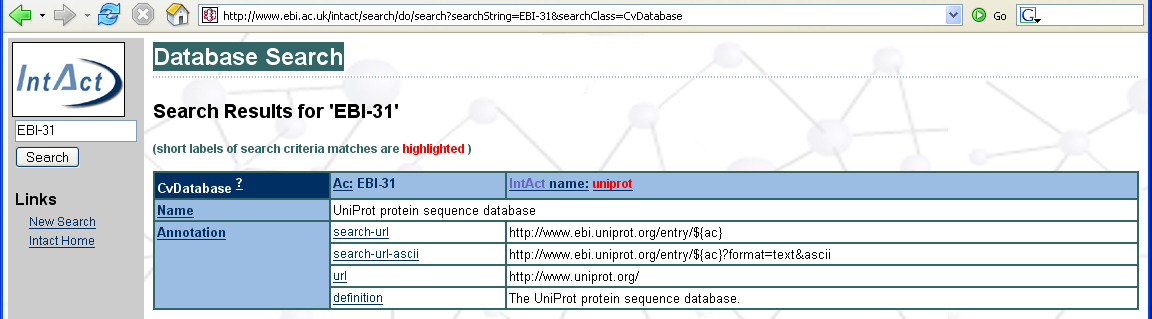 http://www.ebi.ac.uk/intact/search/do/search?searchString=EBI-31&searchClass=CvDatabase Go G
IntAct
Database Search
EBI-31
Search
Search Results for 'EBI-31'
(short labels of search criteria matches are highlighted )
Links
New Search
Intact Home
CvDatabase ? Ac: EBI-31 IntAct name: uniprot
Name UniProt protein sequence database
Annotation search-url http://www.ebi.uniprot.org/entry/${ac}
search-url-ascii http://www.ebi.uniprot.org/entry/${ac}?format=text&ascii
url http://www.uniprot.org/
definition The UniProt protein sequence database.